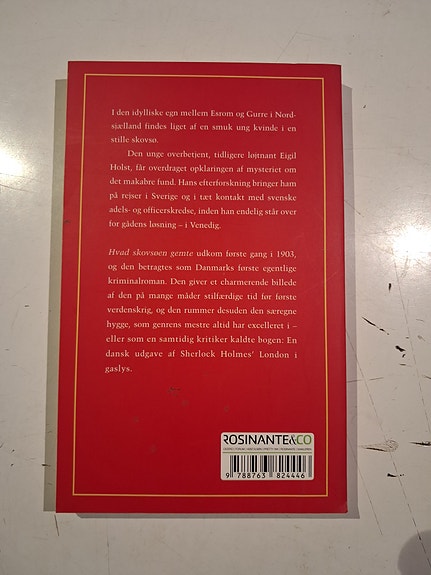 I den idylliske egn mellem Esrom og Gurre i Nord-
sjælland findes liget af en smuk ung kvinde i en
stille skovsø.
Den unge overbetjent, tidligere løjtnant Eigil
Holst, får overdraget opklaringen af mysteriet om
det makabre fund. Hans efterforskning bringer ham
på rejser i Sverige og i tæt kontakt med svenske
adels- og officerskredse, inden han endelig står over
for gådens løsning – i Venedig.
Hvad skovsøen gemte udkom første gang i 1903,
og den betragtes som Danmarks første egentlige
kriminalroman. Den giver et charmerende billede
af den på mange måder stilfærdige tid før første
verdenskrig, og den rummer desuden den særegne
hygge, som genrens mestre altid har excelleret i –
eller som en samtidig kritiker kaldte bogen: En
dansk udgave af Sherlock Holmes' London i
gaslys.
ROSINANTE&CO
9 788763 824446